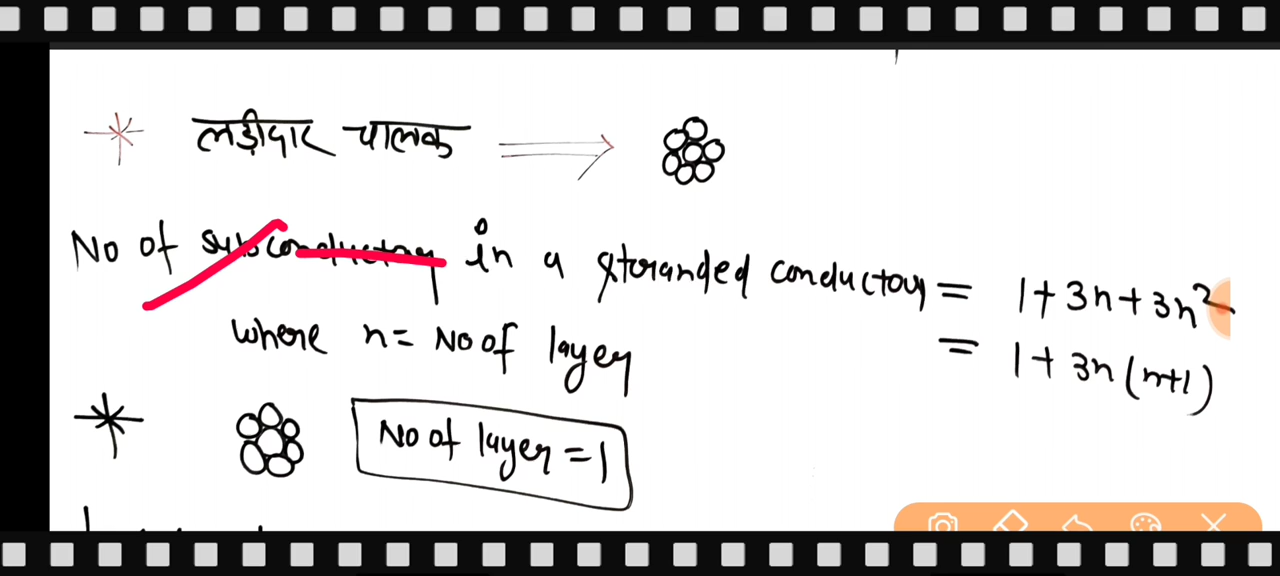 लड़ीदार चालक
No of subconductor in a stranded conductor = 1+3n+3n²
= 1+3n(n+1)
where n = No of layer
No of layer = 1